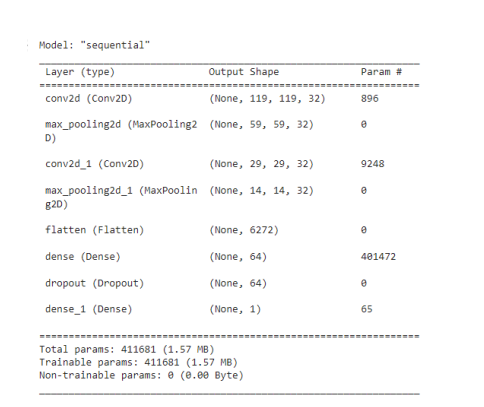 Model: "sequential"
Layer (type) Output Shape Param #
=================================================================
conv2d (Conv2D) (None, 119, 119, 32) 896
max_pooling2d (MaxPooling2 (None, 59, 59, 32) 0
D)
conv2d_1 (Conv2D) (None, 29, 29, 32) 9248
max_pooling2d_1 (MaxPoolin (None, 14, 14, 32) 0
g2D)
flatten (Flatten) (None, 6272) 0
dense (Dense) (None, 64) 401472
dropout (Dropout) (None, 64) 0
dense_1 (Dense) (None, 1) 65
=================================================================
Total params: 411681 (1.57 MB)
Trainable params: 411681 (1.57 MB)
Non-trainable params: 0 (0.00 Byte)